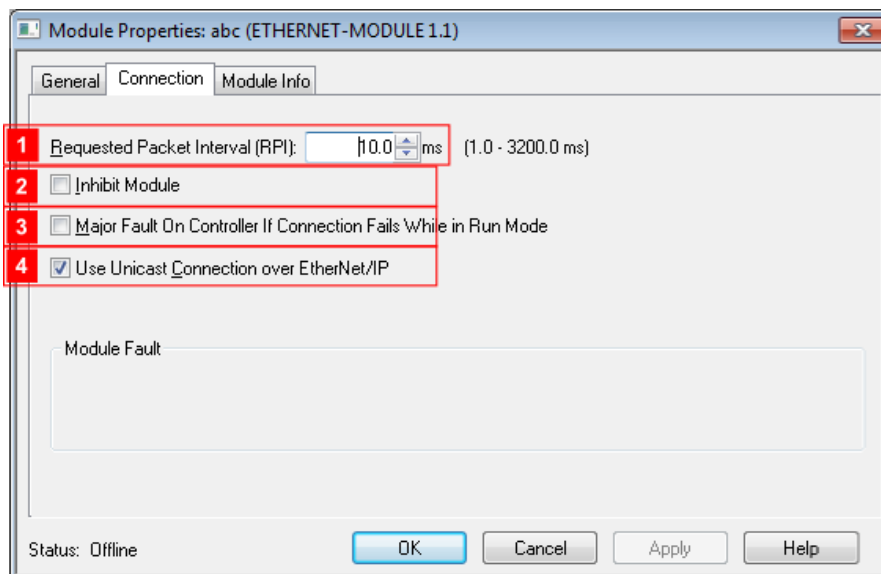 Module Properties: abc (ETHERNET-MODULE 1.1)
General Connection Module Info
1 Requested Packet Interval (RPI): 10.0 ms (1.0 - 3200.0 ms)
2 Inhibit Module
3 Major Fault On Controller If Connection Fails While in Run Mode
4 Use Unicast Connection over EtherNet/IP
Module Fault
Status: Offline OK Cancel Apply Help